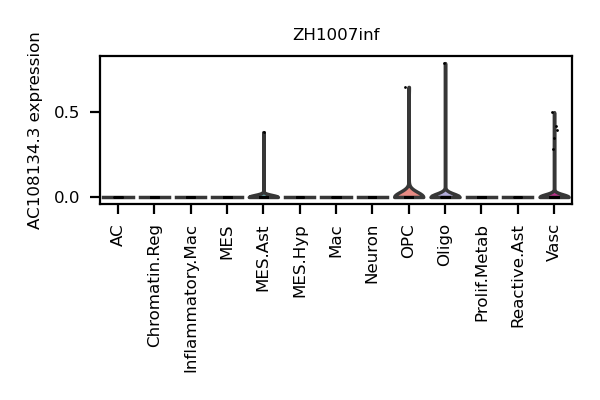 ZH1007inf
AC108134.3 expression
0.5
0.0
AC
Chromatin.Reg
Inflammatory.Mac
MES
MES.Ast
MES.Hyp
Mac
Neuron
OPC
Oligo
Prolif.Metab
Reactive.Ast
Vasc